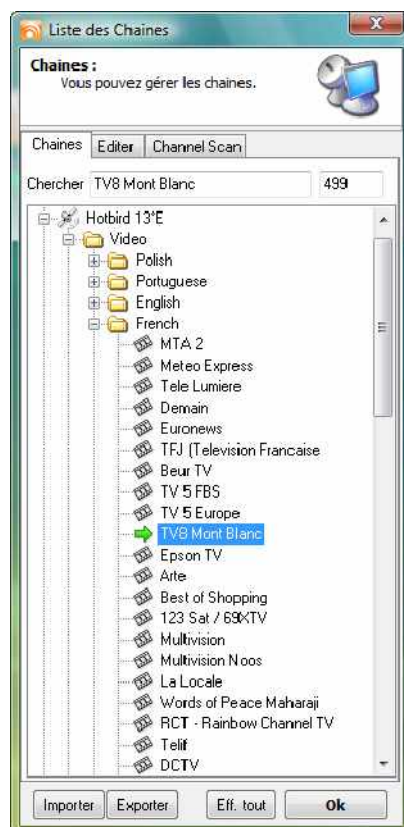 Liste des Chaines
Chaines :
Vous pouvez gérer les chaines.
Chaines Editer Channel Scan
Chercher TV8 Mont Blanc 499
Hotbird 13°E
Video
Polish
Portuguese
English
French
MTA 2
Meteo Express
Tele Lumiere
Demain
Euronews
TFJ (Television Francaise
Beur TV
TV 5 FBS
TV 5 Europe
TV8 Mont Blanc
Epson TV
Arte
Best of Shopping
123 Sat / 69XTV
Multivision
Multivision Noos
La Locale
Words of Peace Maharaji
RCT - Rainbow Channel TV
Telif
DCTV
Importer Exporter Eff. tout Ok